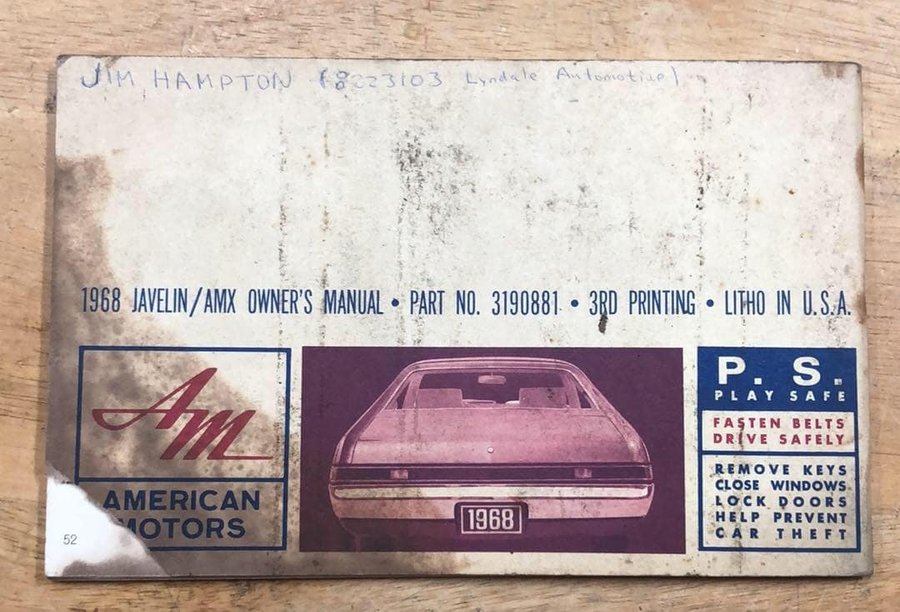 JIM HAMPTON (8223103 Lyndale Automotive)
1968 JAVELIN/AMX OWNER'S MANUAL • PART NO. 3190881 • 3RD PRINTING • LITHO IN U.S.A.
AM
AMERICAN
MOTORS
52
1968
P. S.
PLAY SAFE
FASTEN BELTS
DRIVE SAFELY
REMOVE KEYS
CLOSE WINDOWS
LOCK DOORS
HELP PREVENT
CAR THEFT